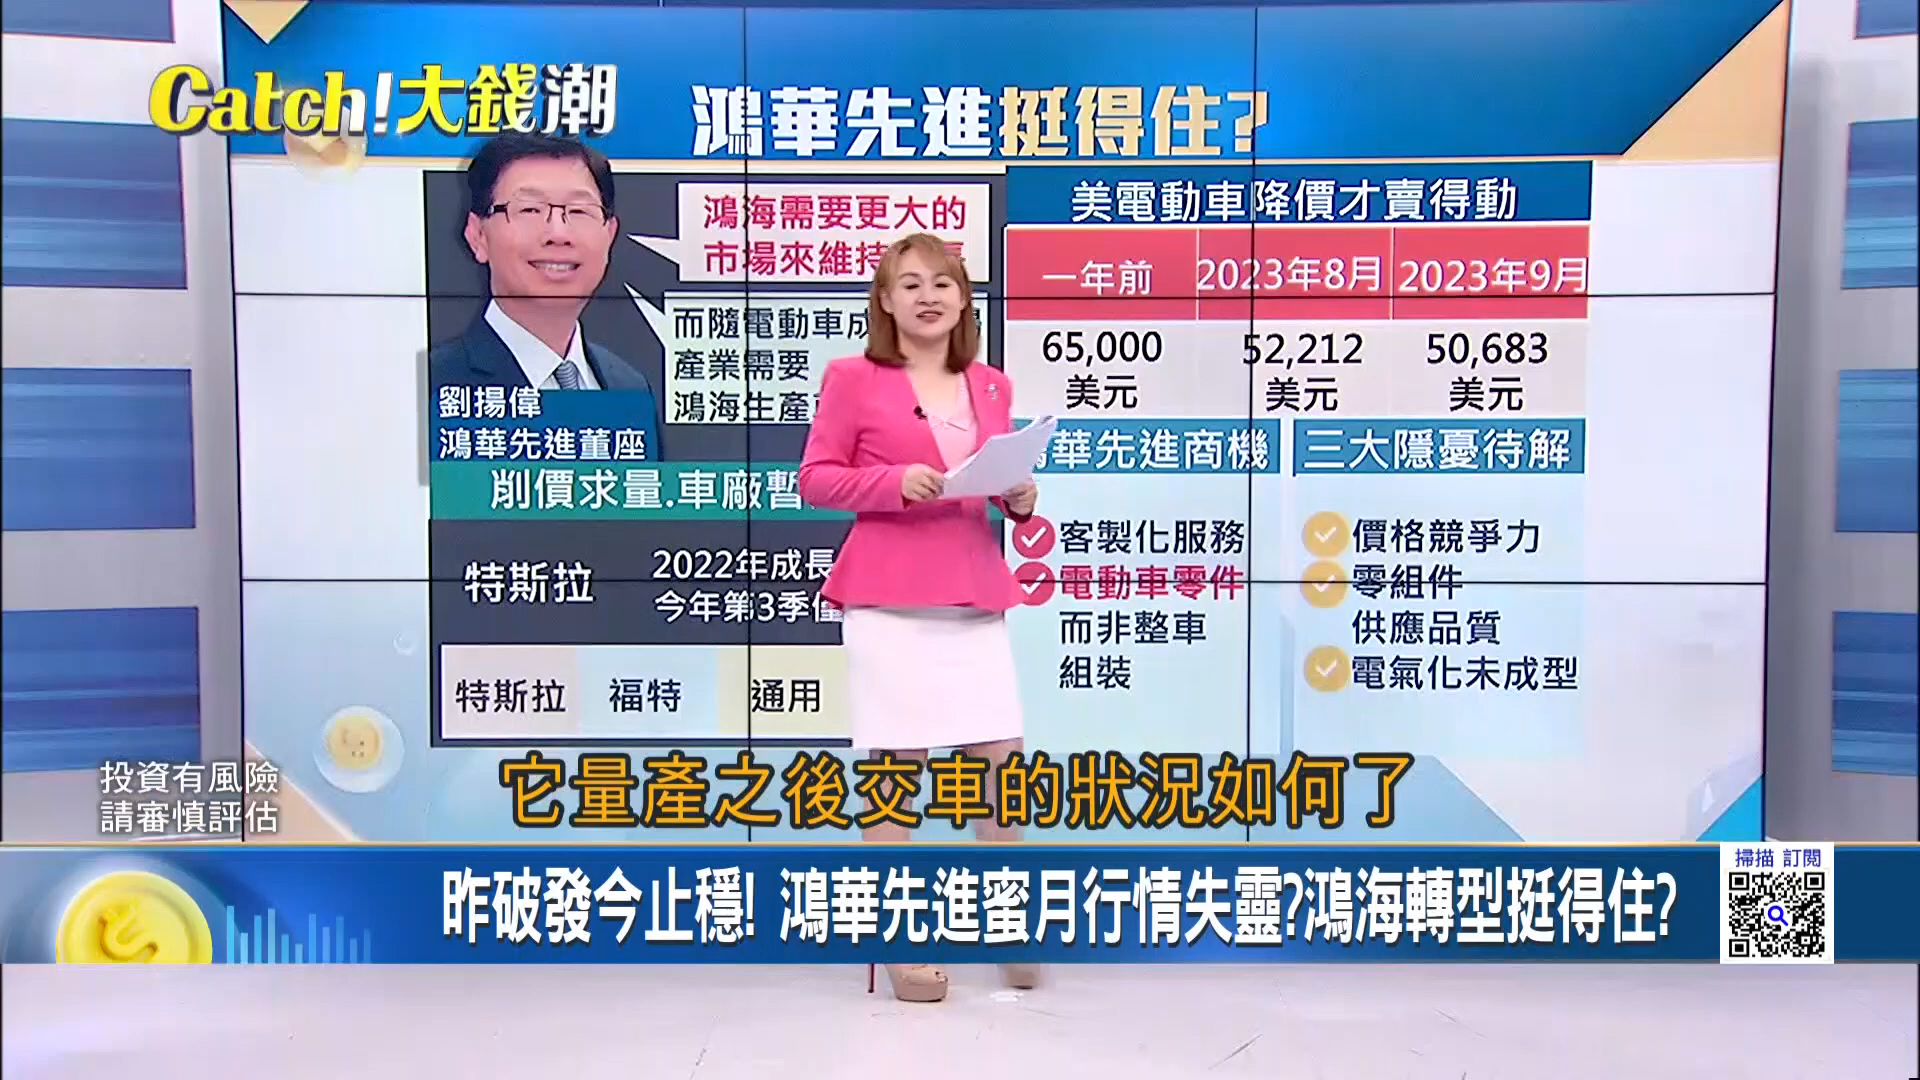 Catch!大錢潮
鴻華先進挺得住?
鴻海需要更大的
市場來維持
而隨電動車成
產業需要
鴻海生產
劉揚偉
鴻華先進董座
美電動車降價才賣得動
一年前
2023年8月
2023年9月
65,000
美元
52,212
美元
50,683
美元
削價求量.車廠暫
特斯拉
2022年成長
今年第3季僅
特斯拉
福特
通用
華先進商機
客製化服務
電動車零件
而非整車
組裝
三大隱憂待解
價格競爭力
零組件
供應品質
電氣化未成型
它量產之後交車的狀況如何了
投資有風險
請審慎評估
昨破發今止穩! 鴻華先進蜜月行情失靈?鴻海轉型挺得住?
掃描 訂閱